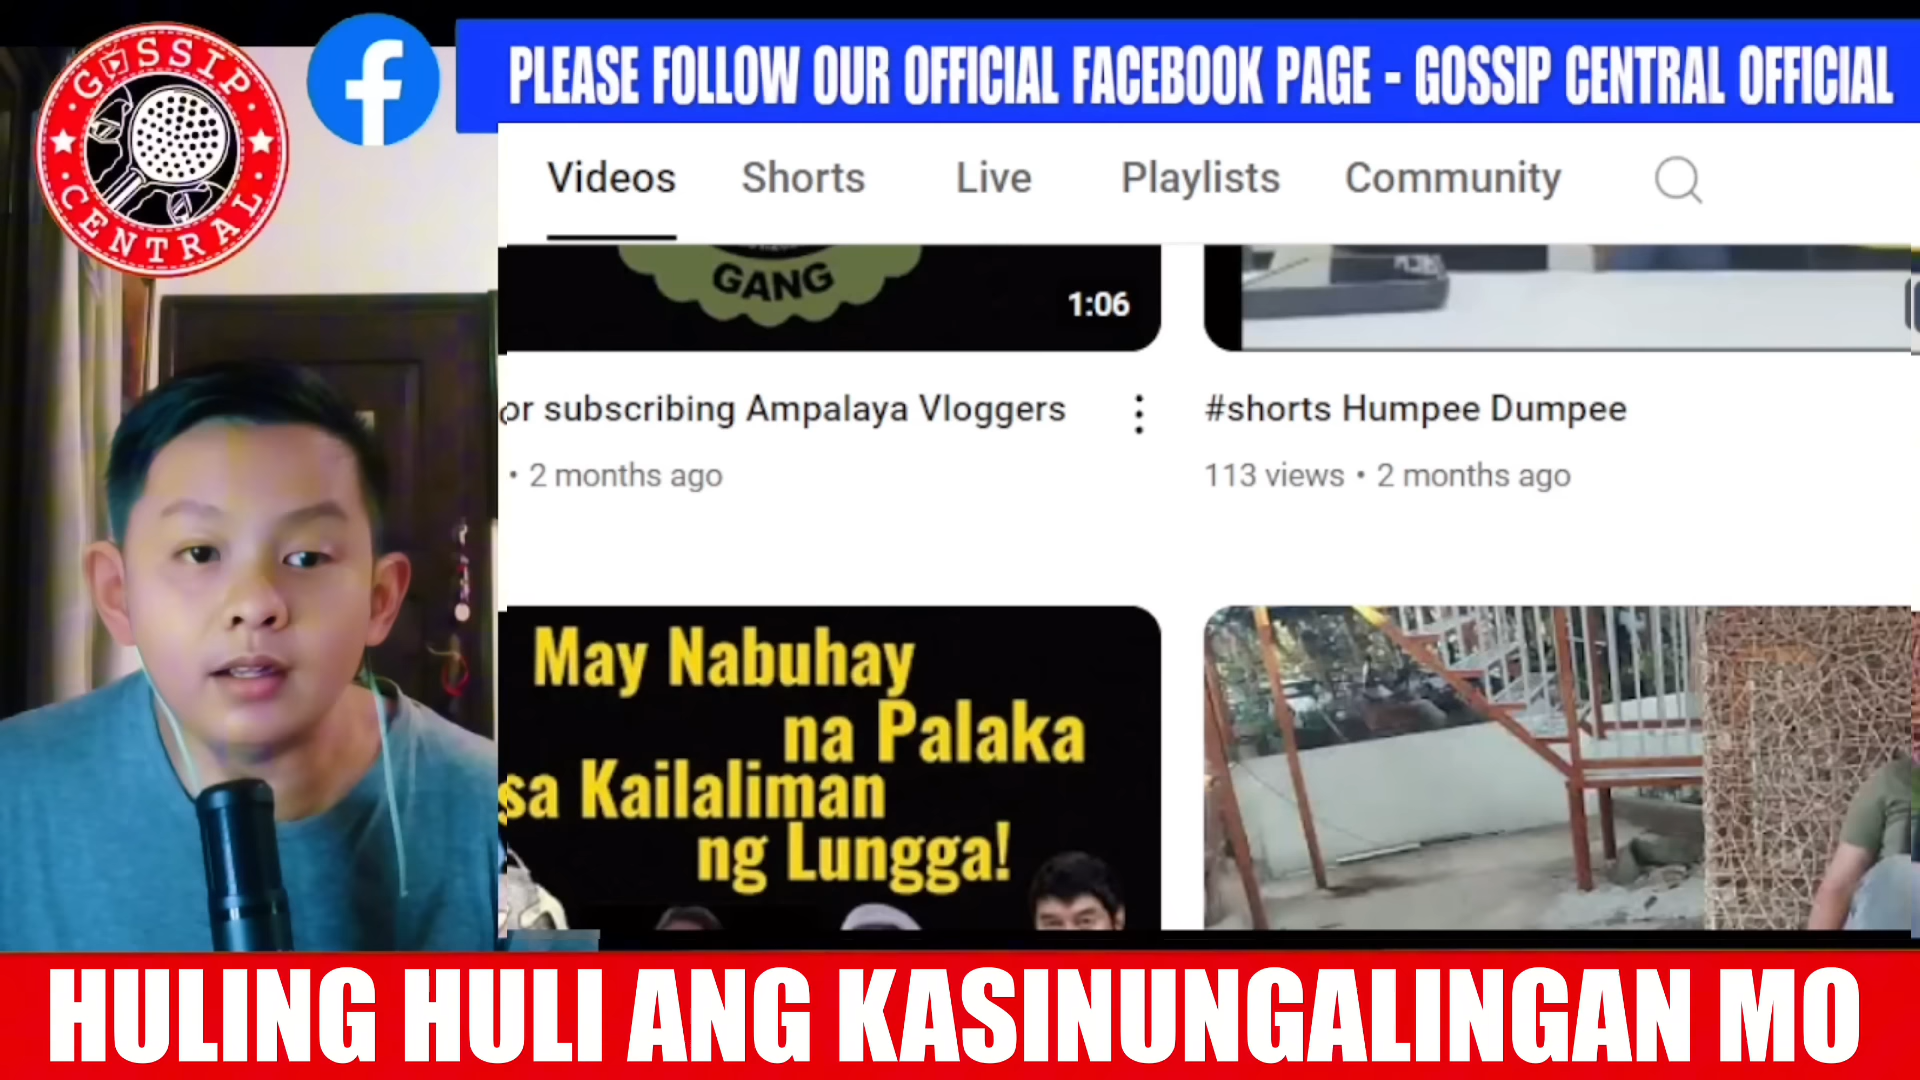 GOSSIP
CENTRAL
PLEASE FOLLOW OUR OFFICIAL FACEBOOK PAGE - GOSSIP CENTRAL OFFICIAL
Videos Shorts Live Playlists Community
GANG
1:06
or subscribing Ampalaya Vloggers
• 2 months ago
#shorts Humpee Dumpee
113 views • 2 months ago
May Nabuhay
na Palaka
sa Kailaliman
ng Lungga!
HULING HULI ANG KASINUNGALINGAN MO